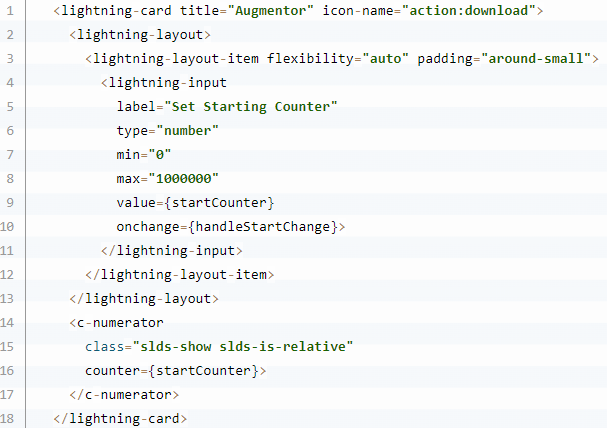 1 <lightning-card title="Augmentor" icon-name="action:download">
2 <lightning-layout>
3 <lightning-layout-item flexibility="auto" padding="around-small">
4 <lightning-input
5 label="Set Starting Counter"
6 type="number"
7 min="0"
8 max="1000000"
9 value={startCounter}
10 onchange={handleStartChange}>
11 </lightning-input>
12 </lightning-layout-item>
13 </lightning-layout>
14 <c-numerator
15 class="slds-show slds-is-relative"
16 counter={startCounter}>
17 </c-numerator>
18 </lightning-card>